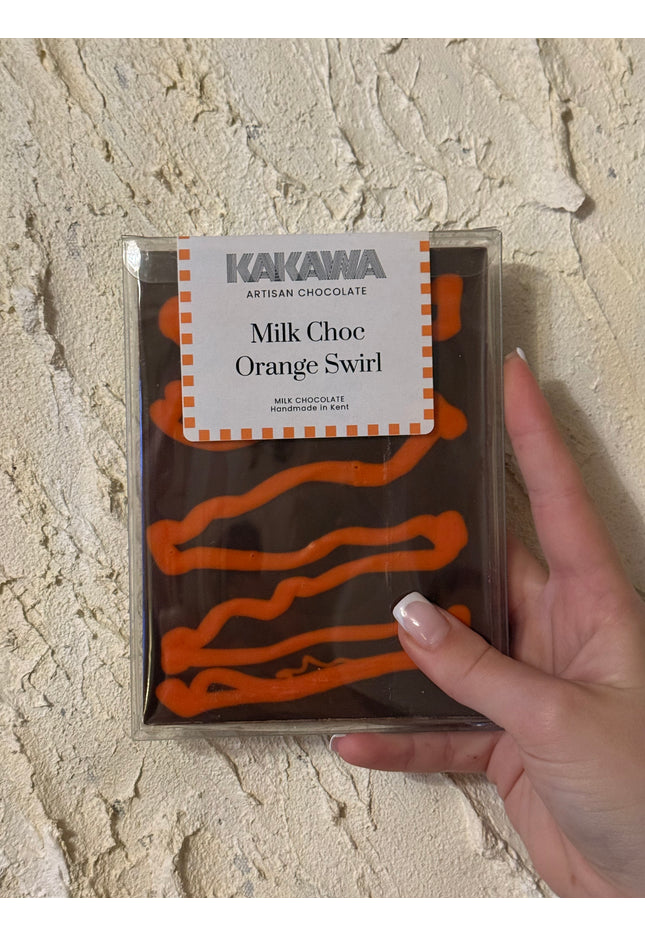 KAKAWA
ARTISAN CHOCOLATE
Milk Choc
Orange Swirl
MILK CHOCOLATE
Handmade in Kent